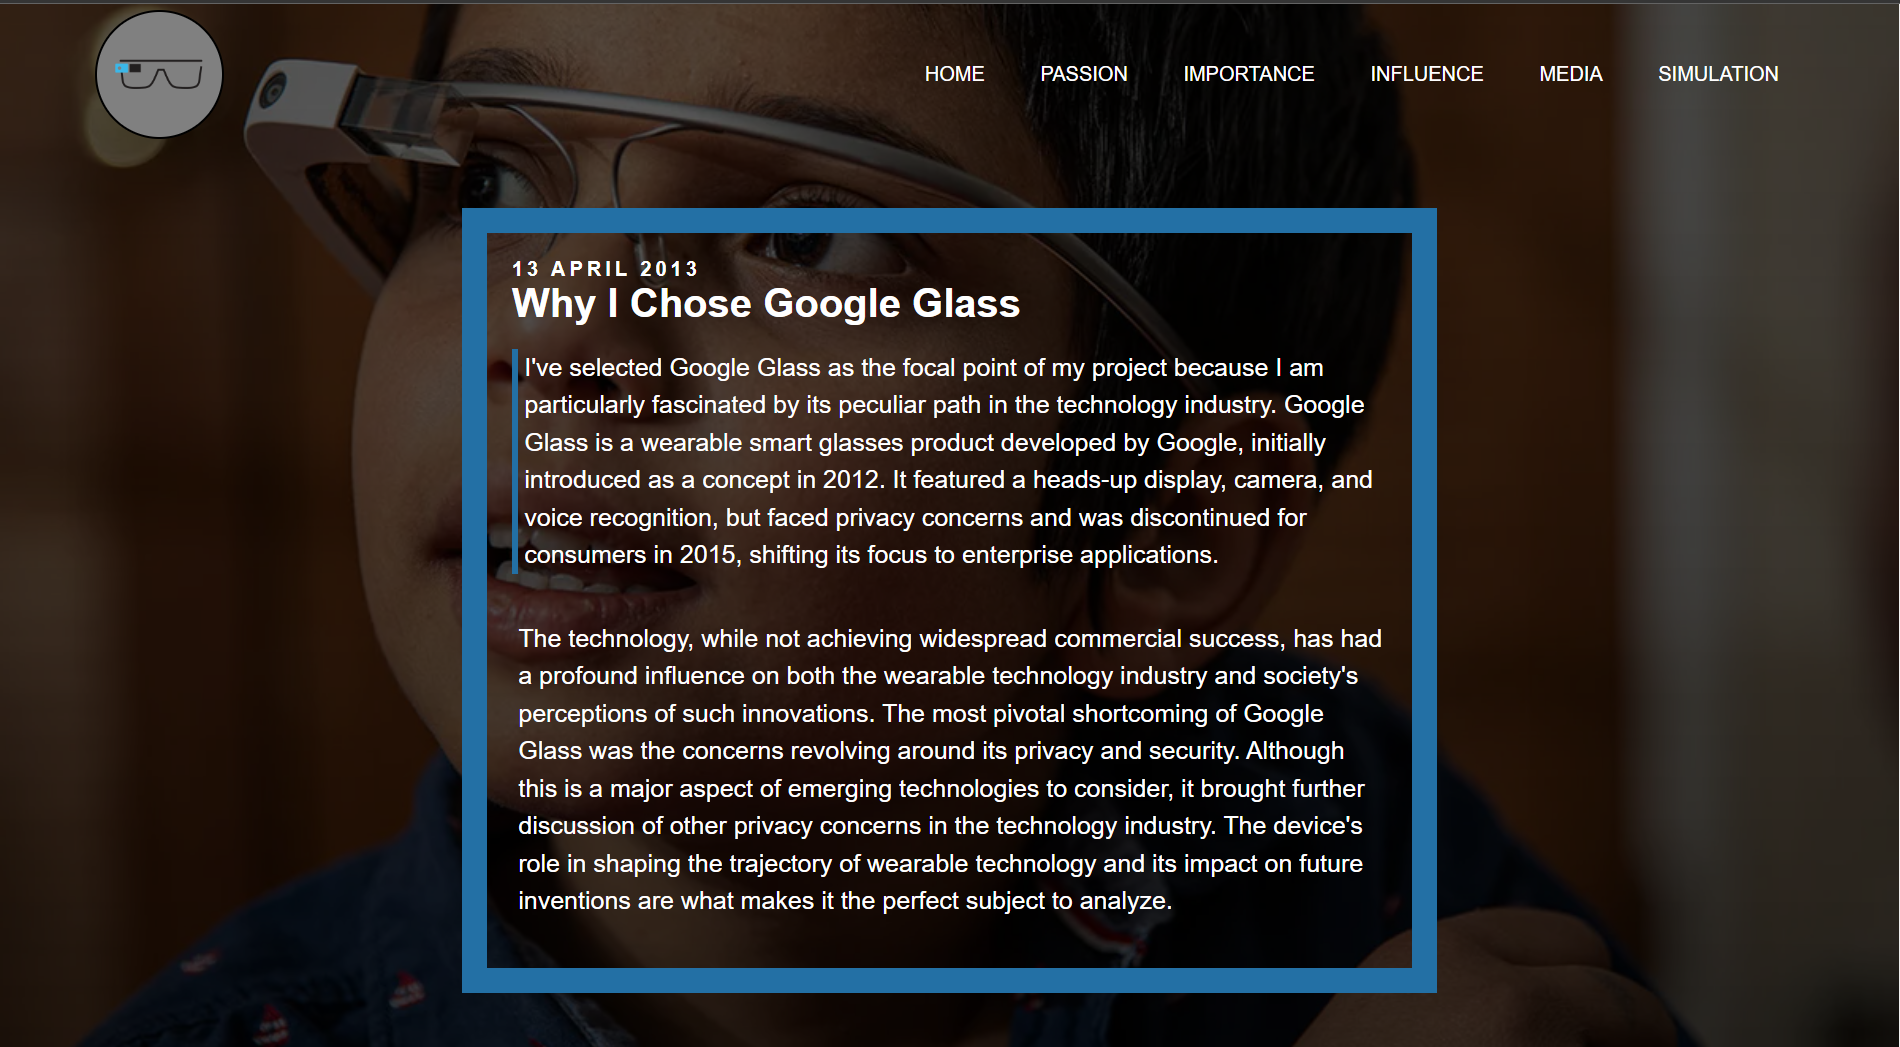 HOME PASSION IMPORTANCE INFLUENCE MEDIA SIMULATION
13 APRIL 2013
Why I Chose Google Glass
I've selected Google Glass as the focal point of my project because I am
particularly fascinated by its peculiar path in the technology industry. Google
Glass is a wearable smart glasses product developed by Google, initially
introduced as a concept in 2012. It featured a heads-up display, camera, and
voice recognition, but faced privacy concerns and was discontinued for
consumers in 2015, shifting its focus to enterprise applications.
The technology, while not achieving widespread commercial success, has had
a profound influence on both the wearable technology industry and society's
perceptions of such innovations. The most pivotal shortcoming of Google
Glass was the concerns revolving around its privacy and security. Although
this is a major aspect of emerging technologies to consider, it brought further
discussion of other privacy concerns in the technology industry. The device's
role in shaping the trajectory of wearable technology and its impact on future
inventions are what makes it the perfect subject to analyze.